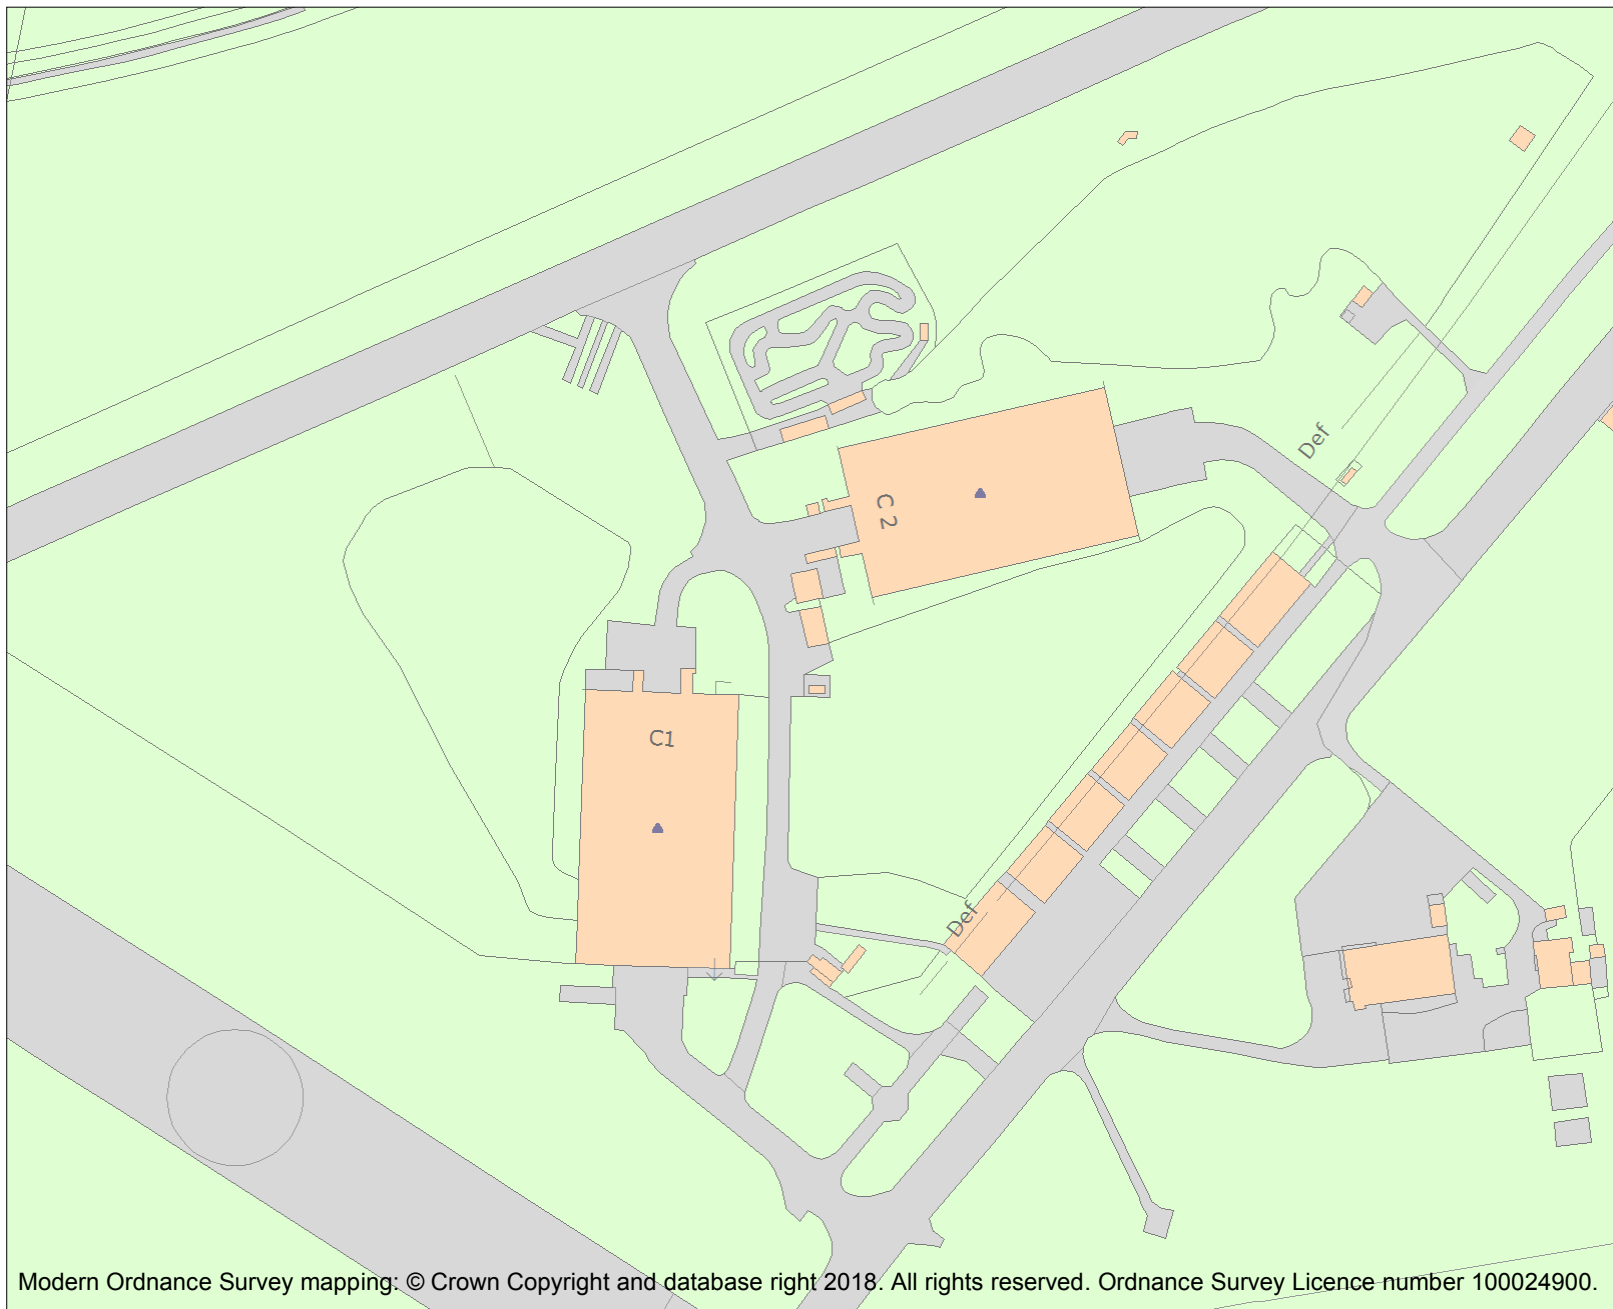 Def
C 2
C1
Def
Modern Ordnance Survey mapping: © Crown Copyright and database right 2018. All rights reserved. Ordnance Survey Licence number 100024900.